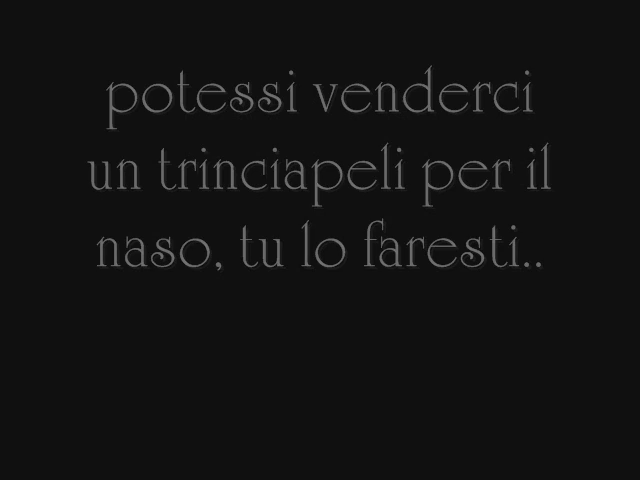 potessi venderci
un trinciapeli per il
naso, tu lo faresti..